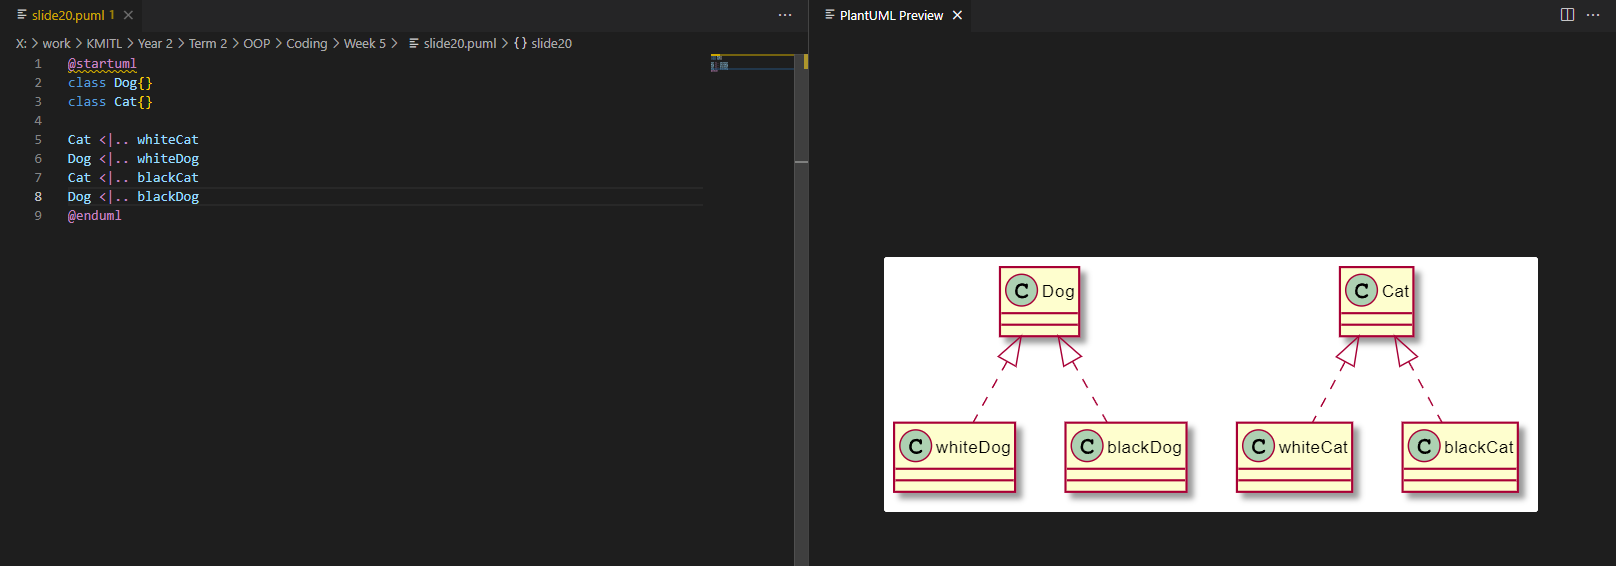 slide20.puml 1
X: > work > KMITL > Year 2 > Term 2 > OOP > Coding > Week 5 > slide20.puml > {} slide20
1 @startuml
2 class Dog{}
3 class Cat{}
4
5 Cat <|.. whiteCat
6 Dog <|.. whiteDog
7 Cat <|.. blackCat
8 Dog <|.. blackDog
9 @enduml
PlantUML Preview
C Dog
C Cat
C whiteDog
C blackDog
C whiteCat
C blackCat